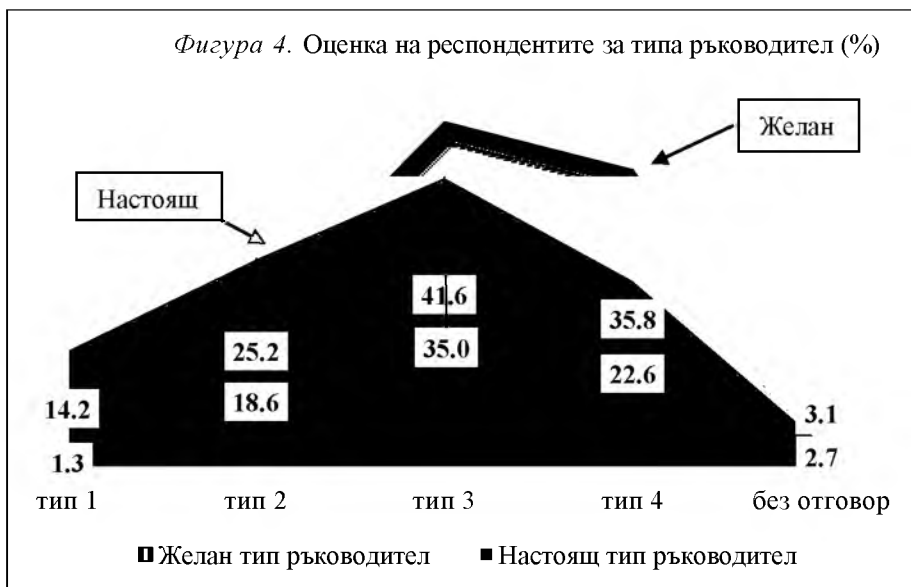 Фигура 4. Оценка на респондентите за типа ръководител (%)
Желан
Настоящ
41.6
35.8
25.2
35.0
22.6
18.6
14.2
3.1
1.3
2.7
тип 1 тип 2 тип 3 тип 4 без отговор
Желан тип ръководител Настоящ тип ръководител